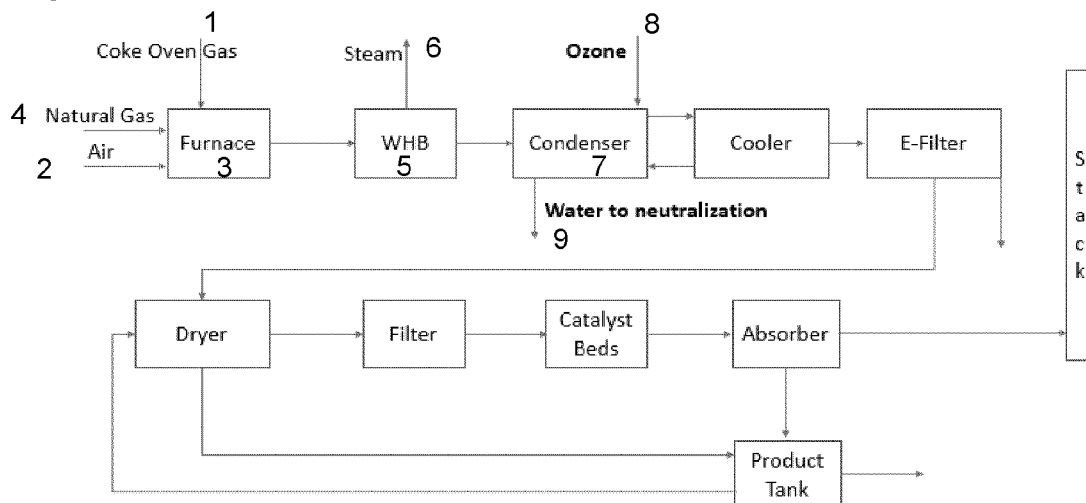 1
Coke Oven Gas
Steam
6
Ozone
8
4
Natural Gas
Air
2
Furnace
3
WHB
5
Condenser
7
Cooler
E-Filter
S
t
a
c
k
Water to neutralization
9
Dryer
Filter
Catalyst
Beds
Absorber
Product
Tank